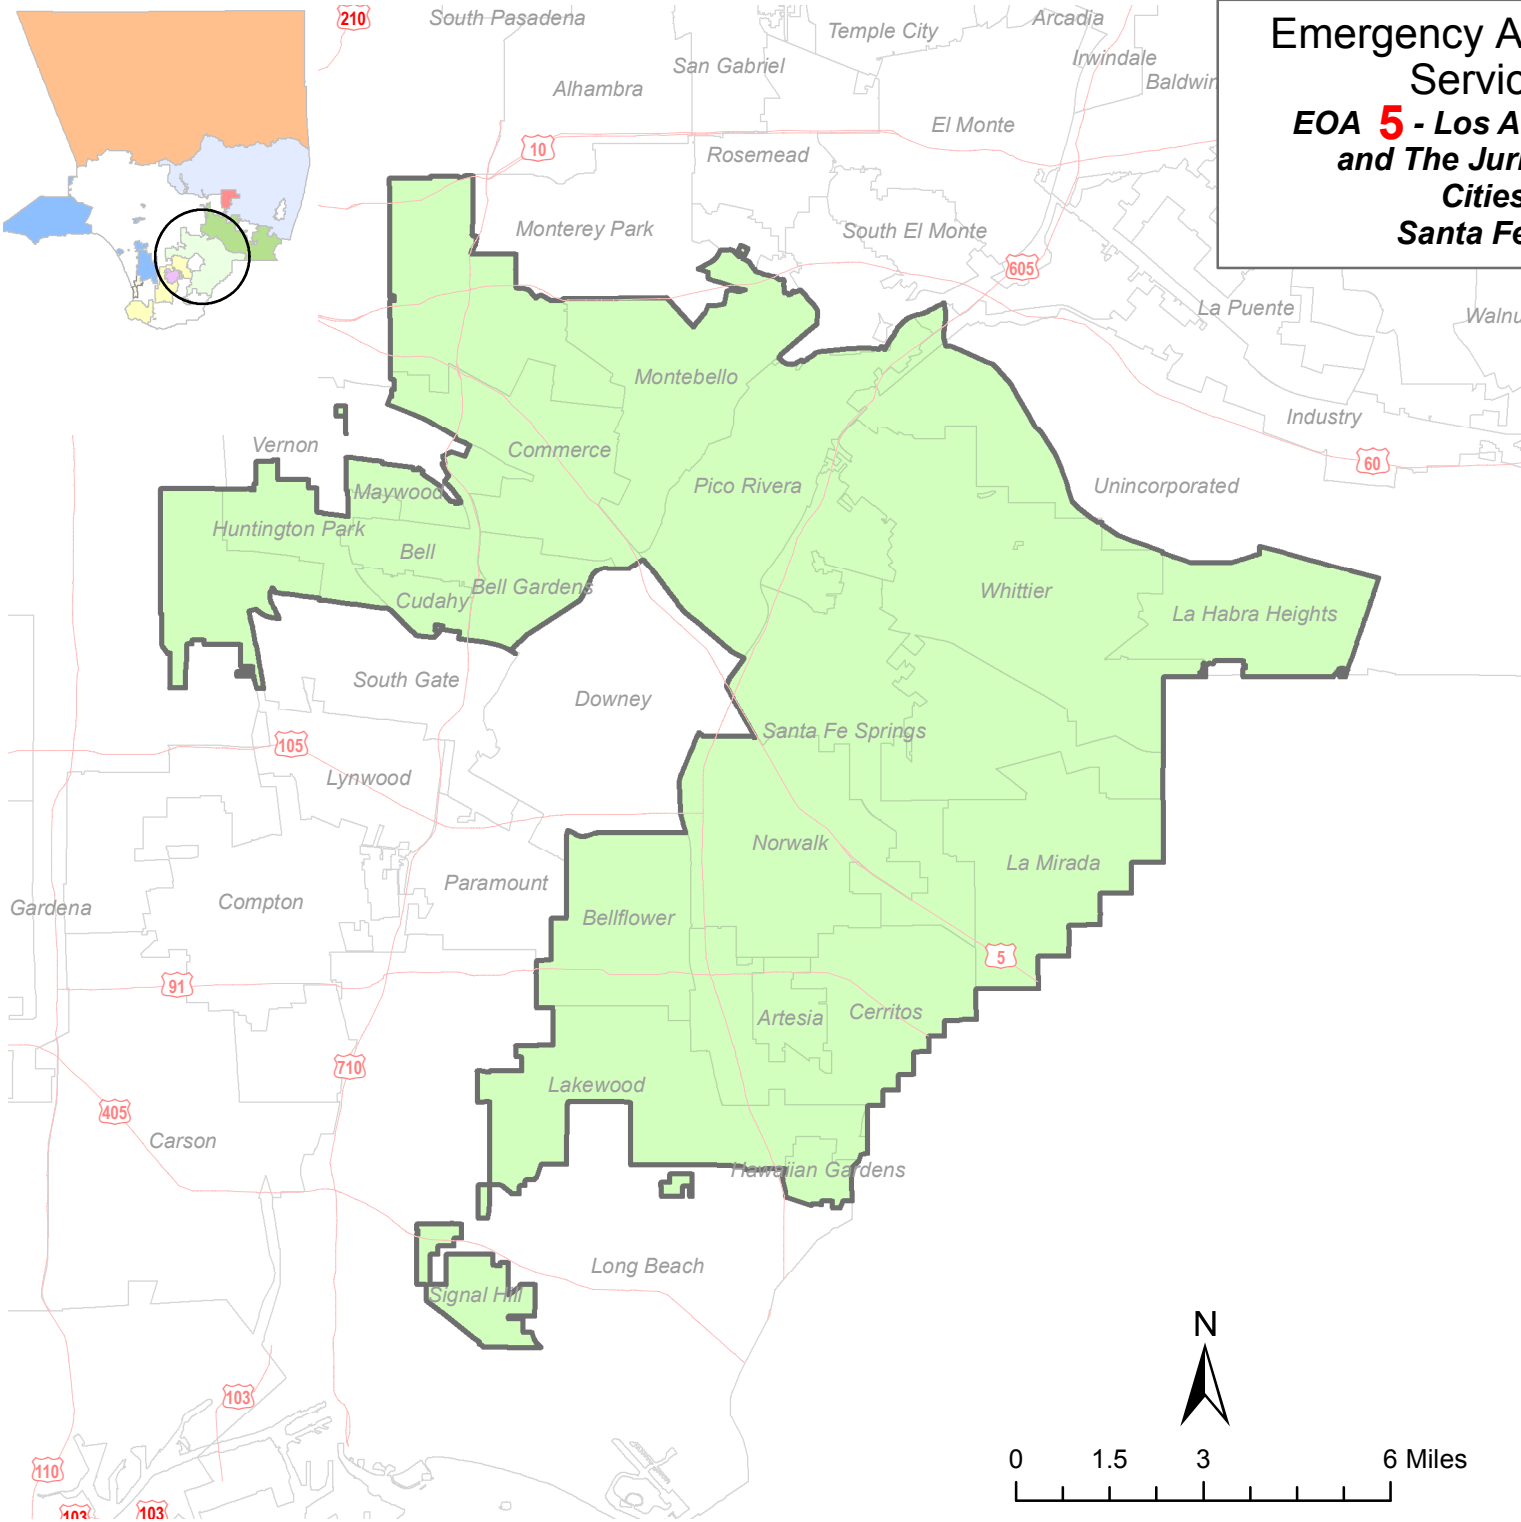 Emergency A
Servic
EOA 5 - Los A
and The Juri
Cities
Santa Fe
210
South Pasadena
Arcadia
Temple City
Irwindale
San Gabriel
Baldwin
Alhambra
El Monte
10
Rosemead
Monterey Park
South El Monte
605
La Puente
Walnu
Montebello
Industry
Vernon
Commerce
60
Maywood
Pico Rivera
Unincorporated
Huntington Park
Bell
Bell Gardens
Whittier
Cudahy
La Habra Heights
South Gate
Downey
Santa Fe Springs
105
Lynwood
Norwalk
La Mirada
Paramount
Compton
Gardena
Bellflower
5
91
Artesia
Cerritos
710
Lakewood
405
Carson
Hawaiian Gardens
Long Beach
Signal Hill
N
103
0 1.5 3 6 Miles
110
103
103